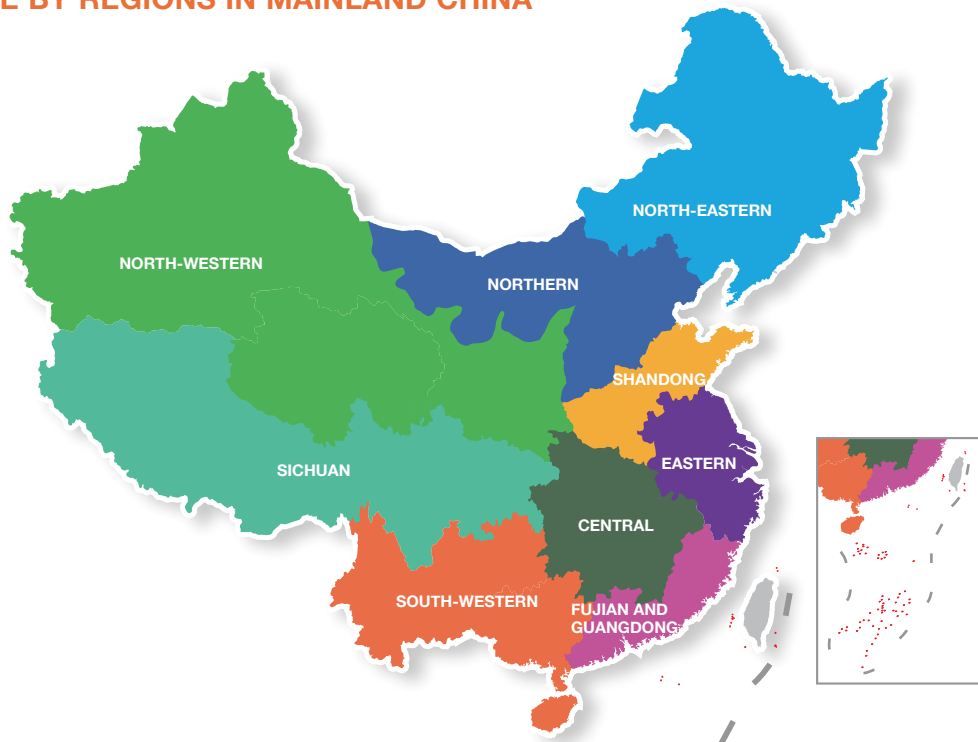 E BY REGIONS IN MAINLAND CHINA
NORTH-EASTERN
NORTH-WESTERN
NORTHERN
SHANDONG
EASTERN
SICHUAN
CENTRAL
SOUTH-WESTERN
FUJIAN AND
GUANGDONG